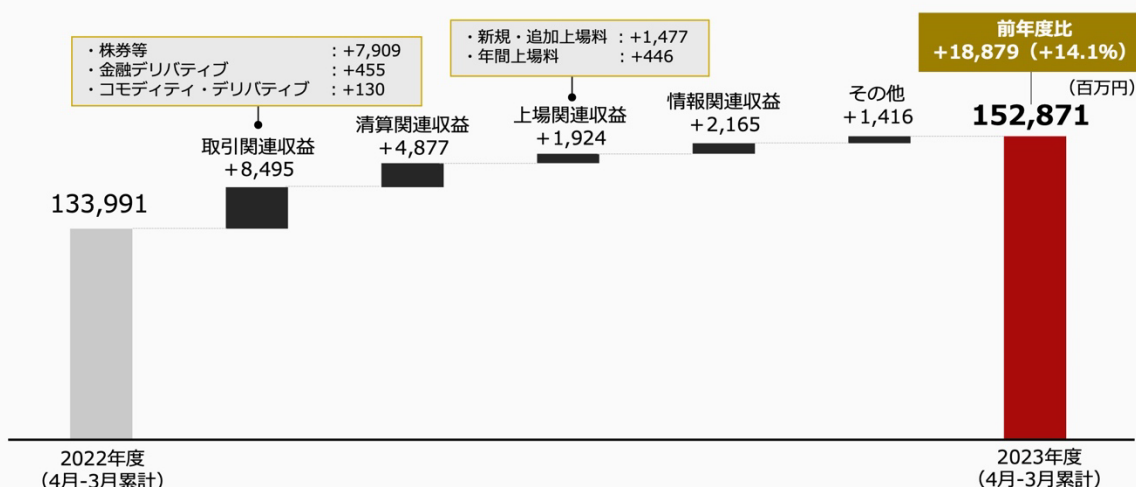 ・株券等 ：+7,909
・金融デリバティブ ：+455
・コモディティ・デリバティブ ：+130
・新規・追加上場料 ：+1,477
・年間上場料 ：+446
前年度比
+18,879（+14.1%）
（百万円）
取引関連収益
+8,495
清算関連収益
+4,877
上場関連収益
+1,924
情報関連収益
+2,165
その他
+1,416
152,871
133,991
2022年度
（4月-3月累計）
2023年度
（4月-3月累計）